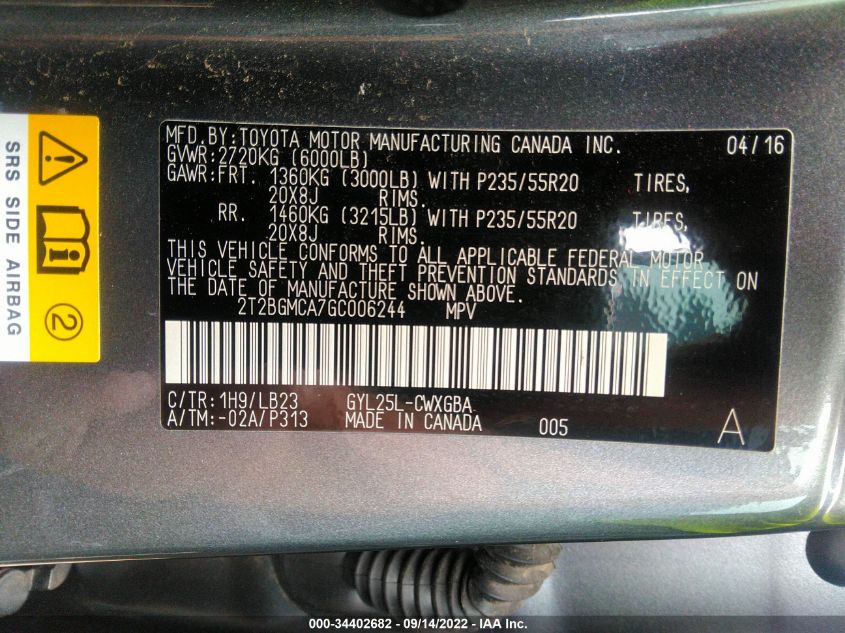 SRS SIDE AIRBAG
2
MFD.BY:TOYOTA MOTOR MANUFACTURING CANADA INC. 04/16
GVWR:2720KG (6000LB)
GAWR:FRT. 1360KG (3000LB) WITH P235/55R20 TIRES,
20X8J RIMS.
RR. 1460KG (3215LB) WITH P235/55R20 TIRES,
20X8J RIMS.
THIS VEHICLE CONFORMS TO ALL APPLICABLE FEDERAL MOTOR
VEHICLE SAFETY AND THEFT PREVENTION STANDARDS IN EFFECT ON
THE DATE OF MANUFACTURE SHOWN ABOVE.
2T2BGMCA7GC006244 MPV
C/TR:1H9/LB23 GYL25L-CWXGBA
A/TM:-02A/P313 MADE IN CANADA 005 A
000-34402682 - 09/14/2022 - IAA Inc.